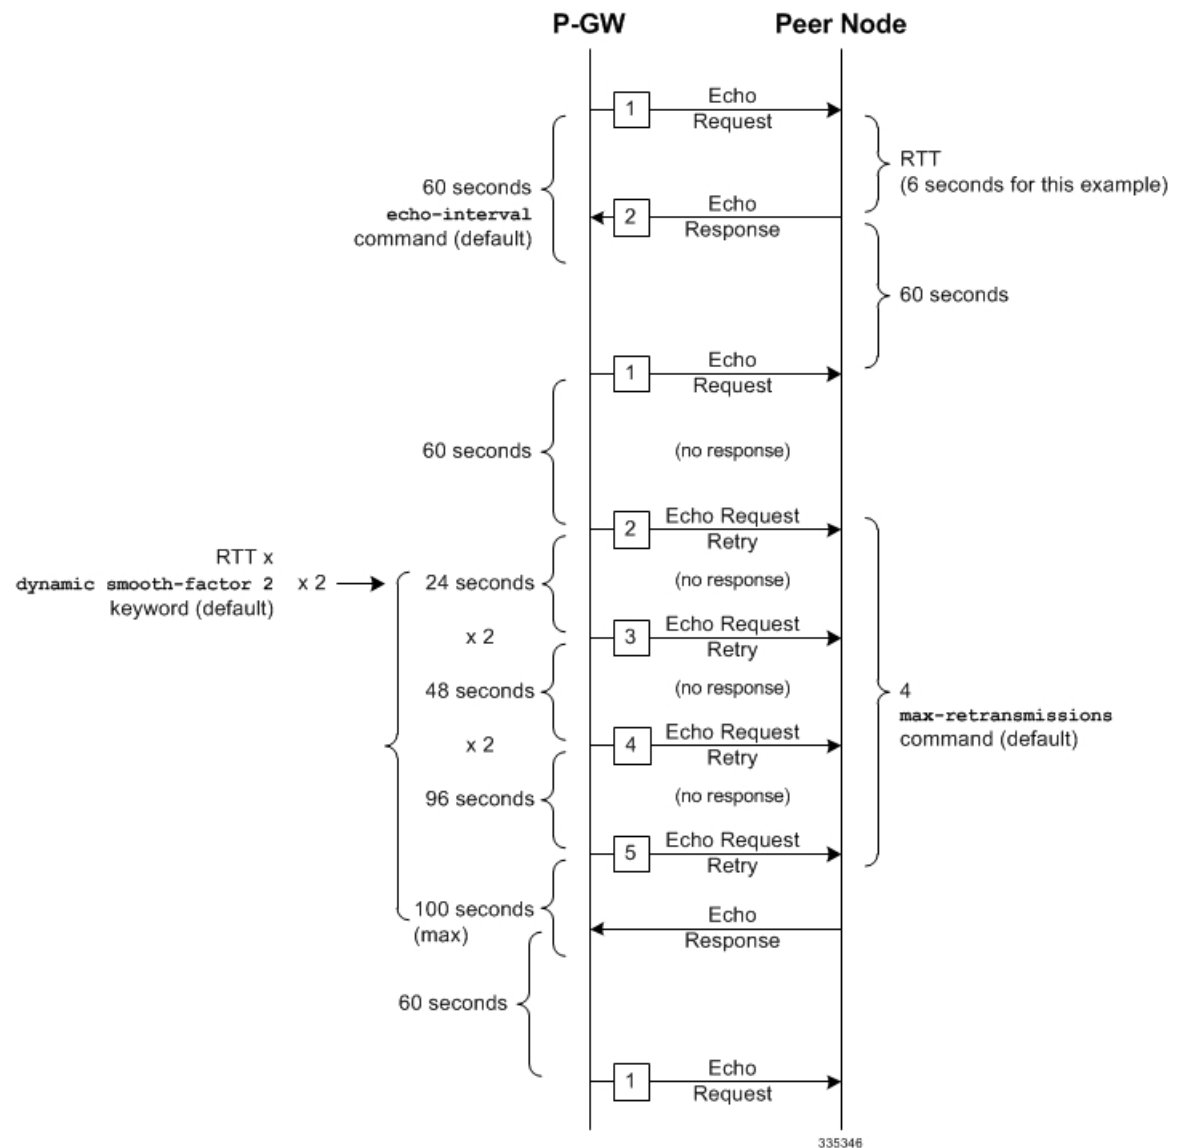 P-GW
Peer Node
1
Echo
Request
RTT
(6 seconds for this example)
60 seconds
echo-interval
command (default)
2
Echo
Response
60 seconds
1
Echo
Request
60 seconds
(no response)
2
Echo Request
Retry
RTT x
dynamic smooth-factor 2
keyword (default)
x 2
24 seconds
(no response)
x 2
3
Echo Request
Retry
48 seconds
(no response)
4
max-retransmissions
command (default)
x 2
4
Echo Request
Retry
96 seconds
(no response)
5
Echo Request
Retry
100 seconds
(max)
Echo
Response
60 seconds
1
Echo
Request
335346